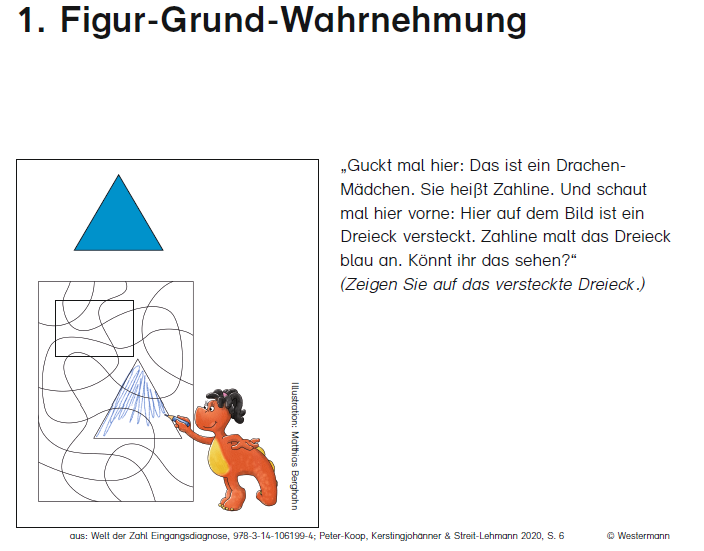 1. Figur-Grund-Wahrnehmung
„Guckt mal hier: Das ist ein Drachen-
Mädchen. Sie heißt Zahline. Und schaut
mal hier vorne: Hier auf dem Bild ist ein
Dreieck versteckt. Zahline malt das Dreieck
blau an. Könnt ihr das sehen?“
(Zeigen Sie auf das versteckte Dreieck.)
Illustration: Matthias Berghahn
aus: Welt der Zahl Eingangsdiagnose, 978-3-14-106199-4; Peter-Koop, Kerstingjohänner & Streit-Lehmann 2020, S. 6 © Westermann